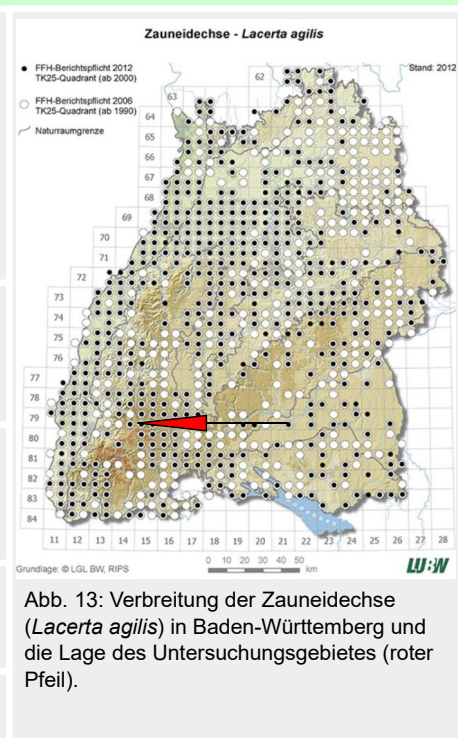 Zauneidechse - Lacerta agilis
FFH-Berichtspflicht 2012
TK25-Quadrant (ab 2000)
FFH-Berichtspflicht 2006
TK25-Quadrant (ab 1990)
Naturraumgrenze
Stand: 2012
62
63
64
65
66
67
68
69
70
71
72
73
74
75
76
77
78
79
80
81
82
83
84
11 12 13 14 15 16 17 18 19 20 21 22 23 24 25 26 27 28
Grundlage: © LGL BW, RIPS
0 10 20 30 40 50
km
LUBW
Abb. 13: Verbreitung der Zauneidechse
(Lacerta agilis) in Baden-Württemberg und
die Lage des Untersuchungsgebietes (roter
Pfeil).